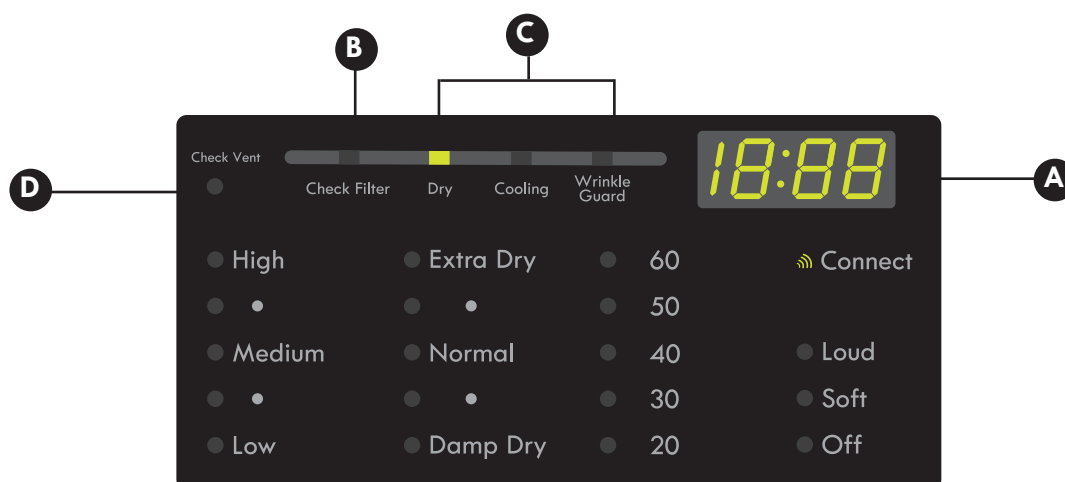 B
C
D
A
Check Vent
Check Filter
Dry
Cooling
Wrinkle
Guard
18:88
High
Medium
Low
Extra Dry
Normal
Damp Dry
60
50
40
30
20
Connect
Loud
Soft
Off